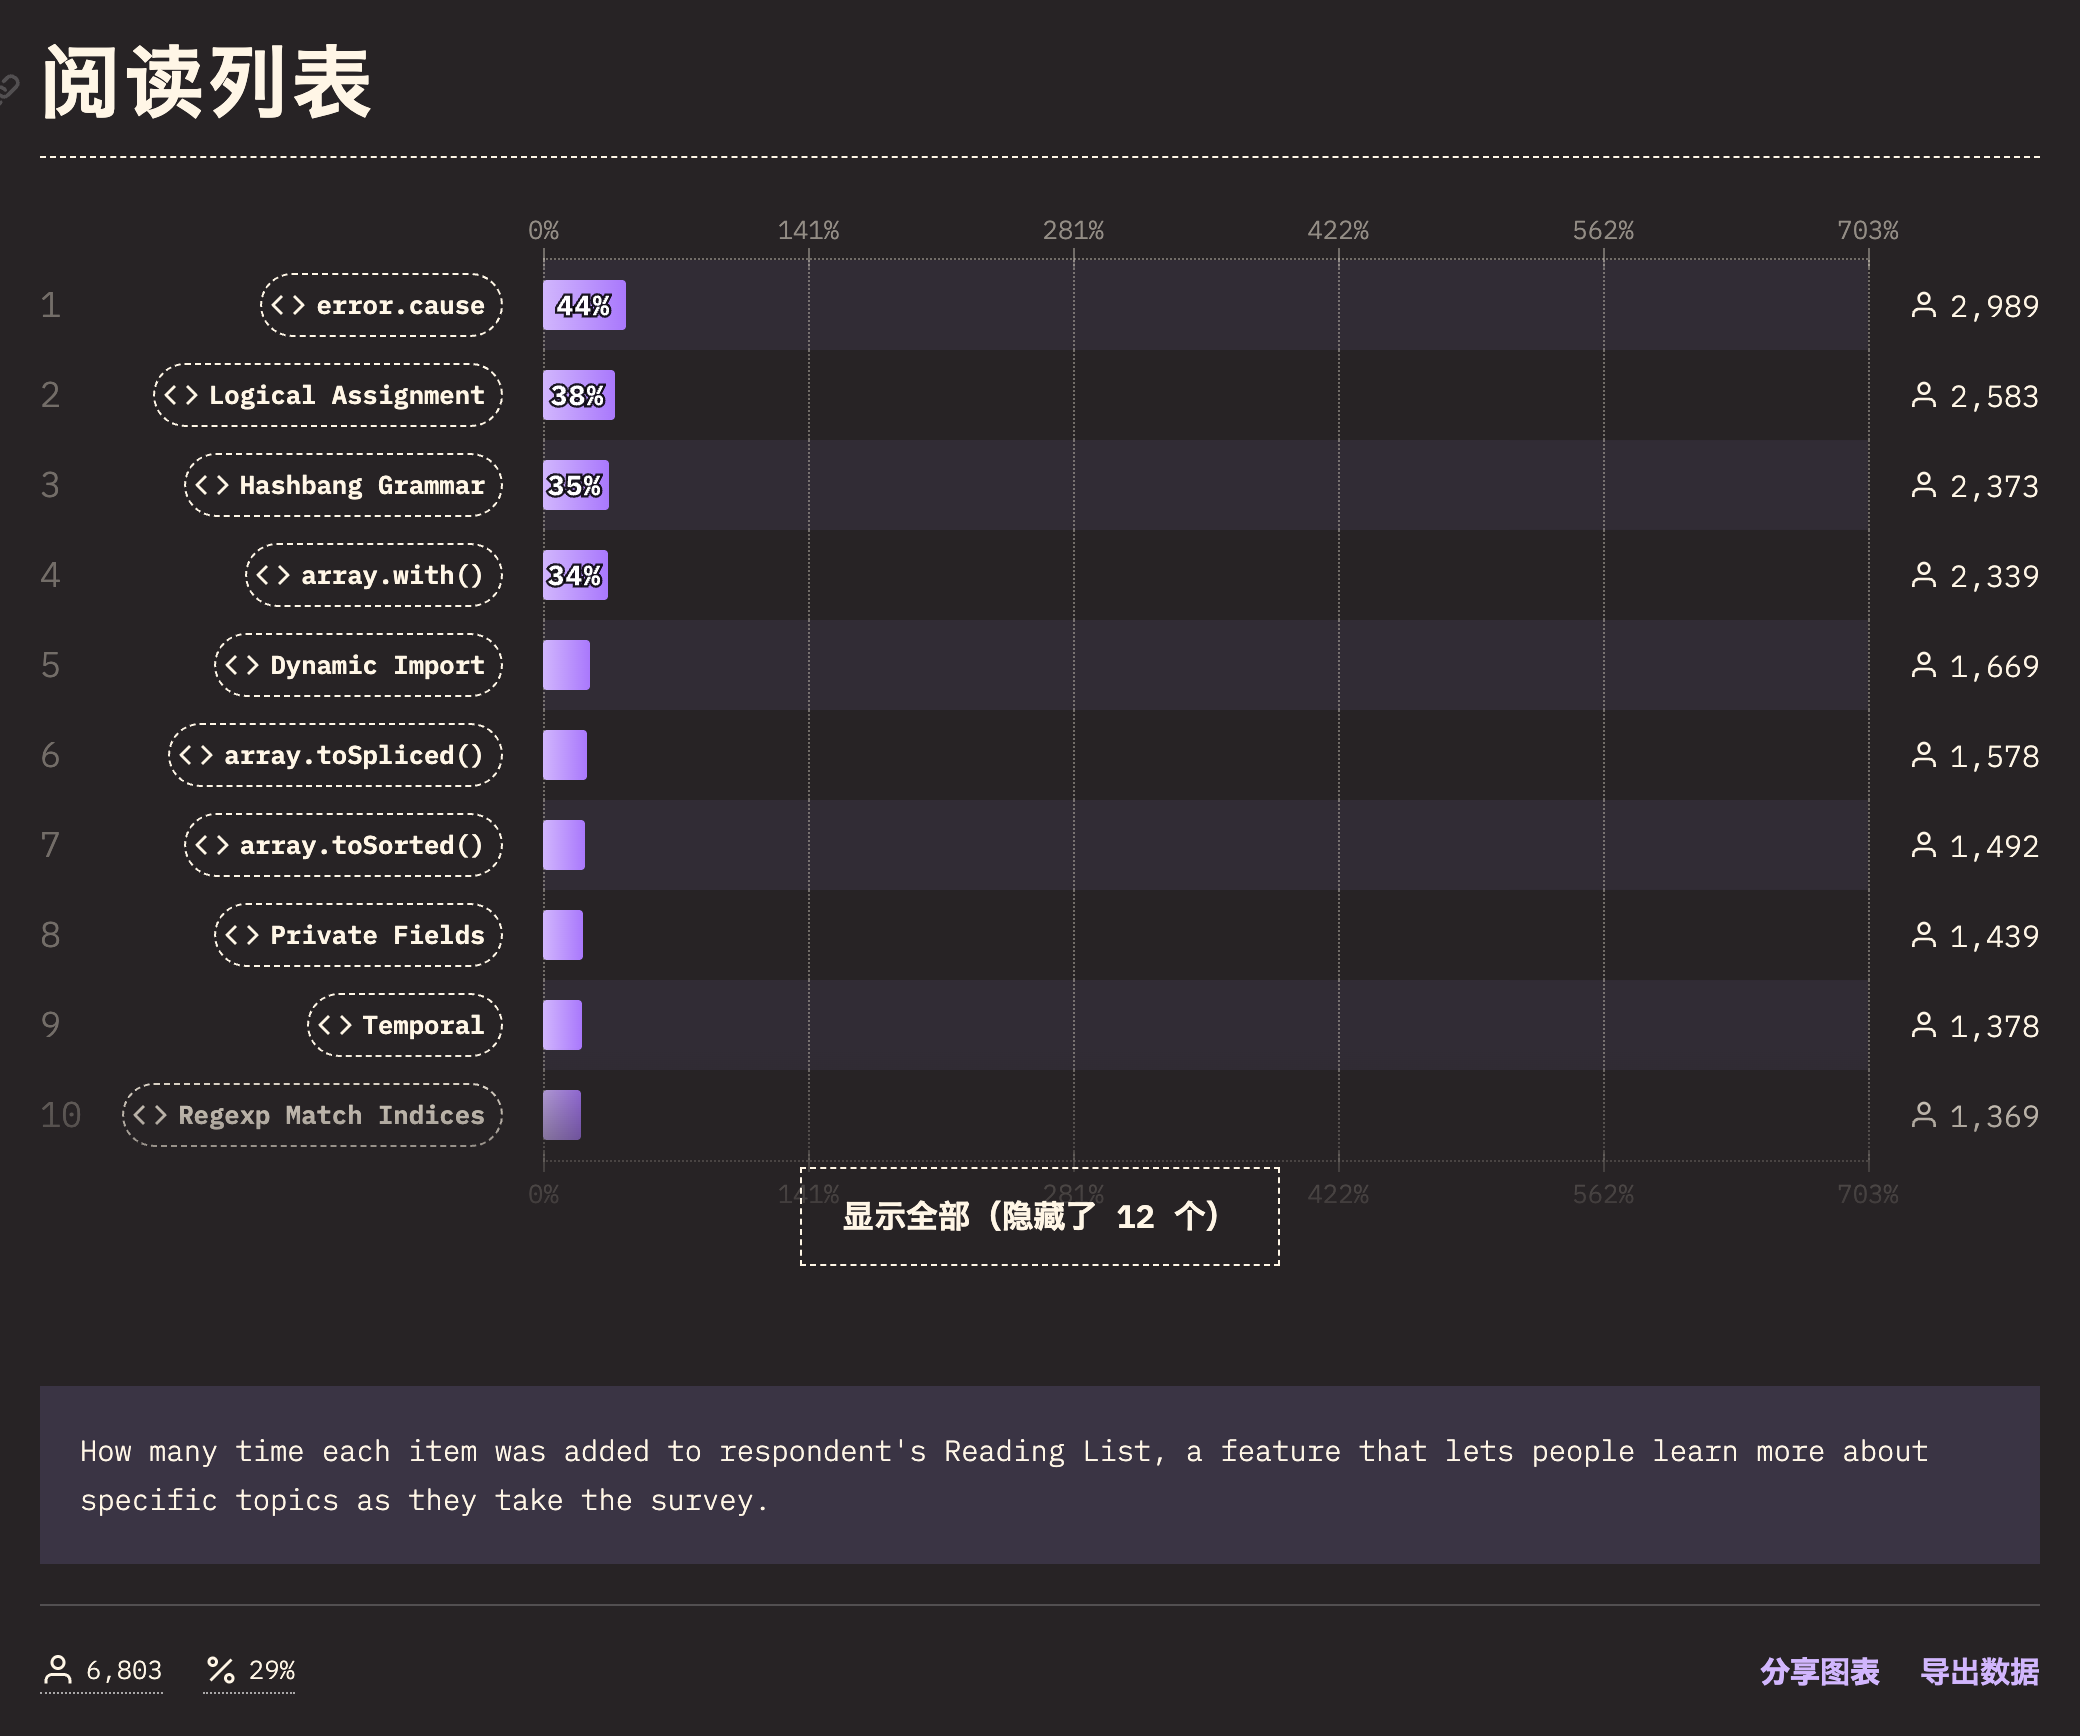 阅读列表
0% 141% 281% 422% 562% 703%
1 <> error.cause 44% 2,989
2 <> Logical Assignment 38% 2,583
3 <> Hashbang Grammar 35% 2,373
4 <> array.with() 34% 2,339
5 <> Dynamic Import 1,669
6 <> array.toSpliced() 1,578
7 <> array.toSorted() 1,492
8 <> Private Fields 1,439
9 <> Temporal 1,378
10 <> Regexp Match Indices 1,369
0% 141% 281% 422% 562% 703%
显示全部（隐藏了 12 个）
How many time each item was added to respondent's Reading List, a feature that lets people learn more about
specific topics as they take the survey.
6,803 % 29% 分享图表 导出数据